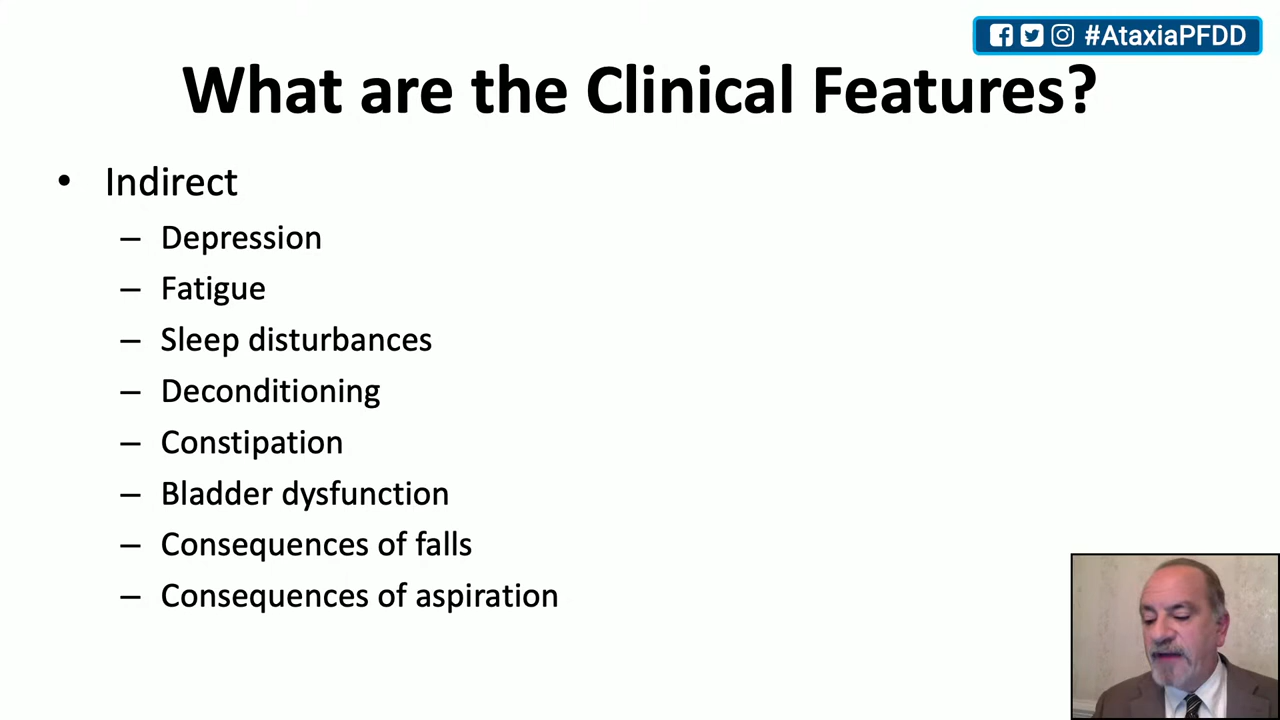 #AtaxiaPFDD
What are the Clinical Features?
• Indirect
– Depression
– Fatigue
– Sleep disturbances
– Deconditioning
– Constipation
– Bladder dysfunction
– Consequences of falls
– Consequences of aspiration